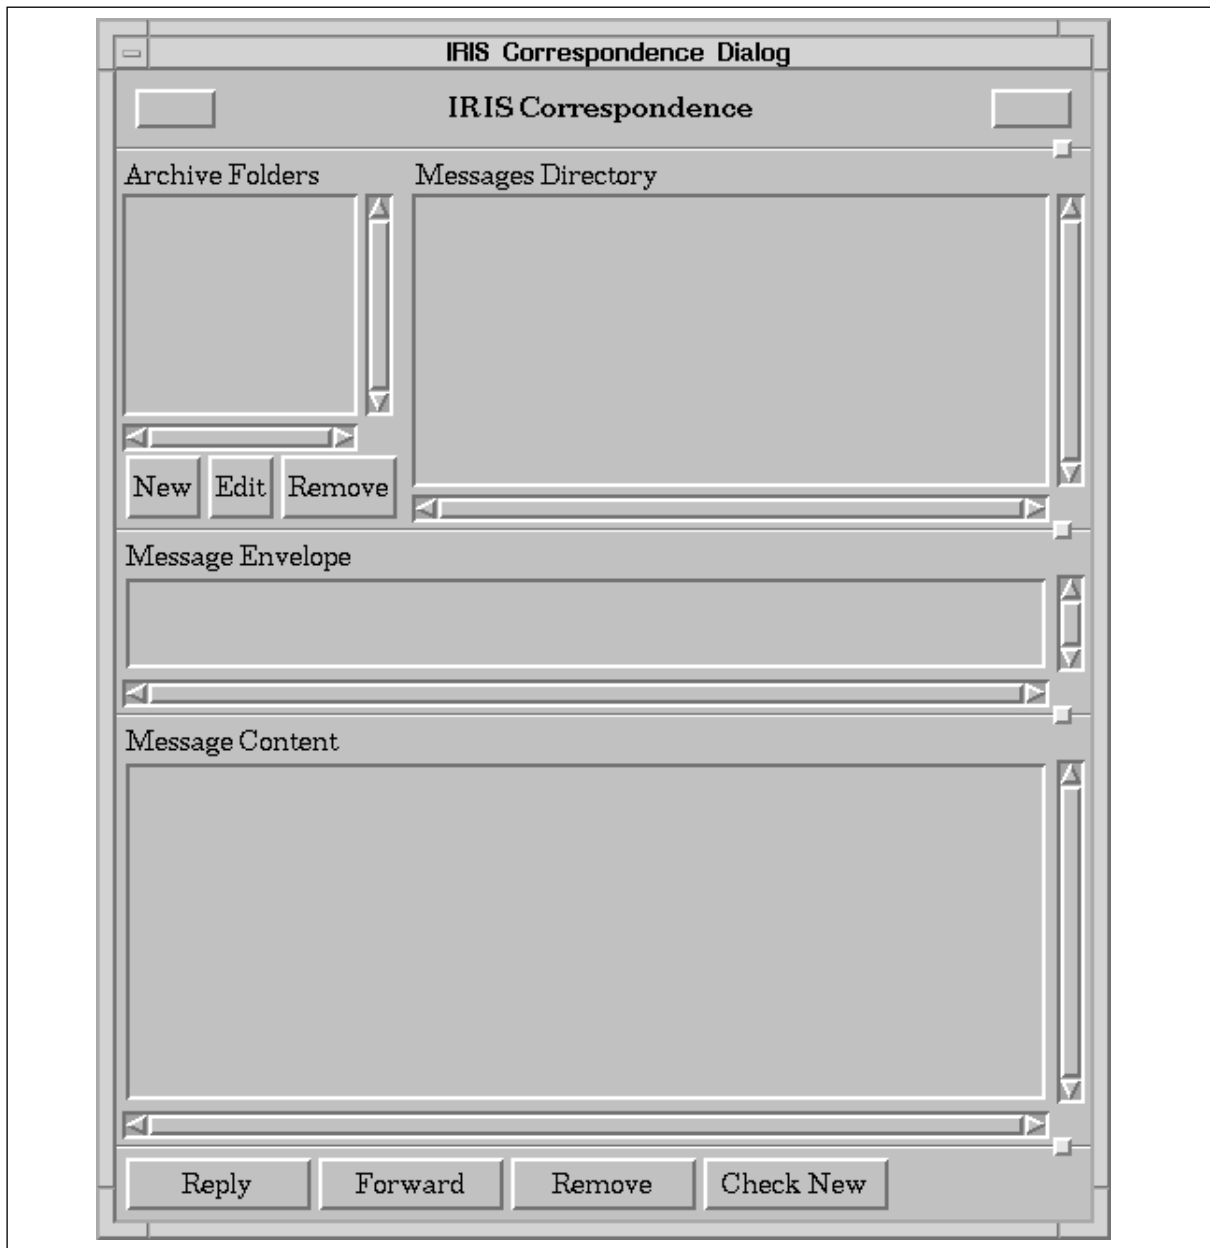 IRIS Correspondence Dialog
IRIS Correspondence
Archive Folders
Messages Directory
New Edit Remove
Message Envelope
Message Content
Reply Forward Remove Check New